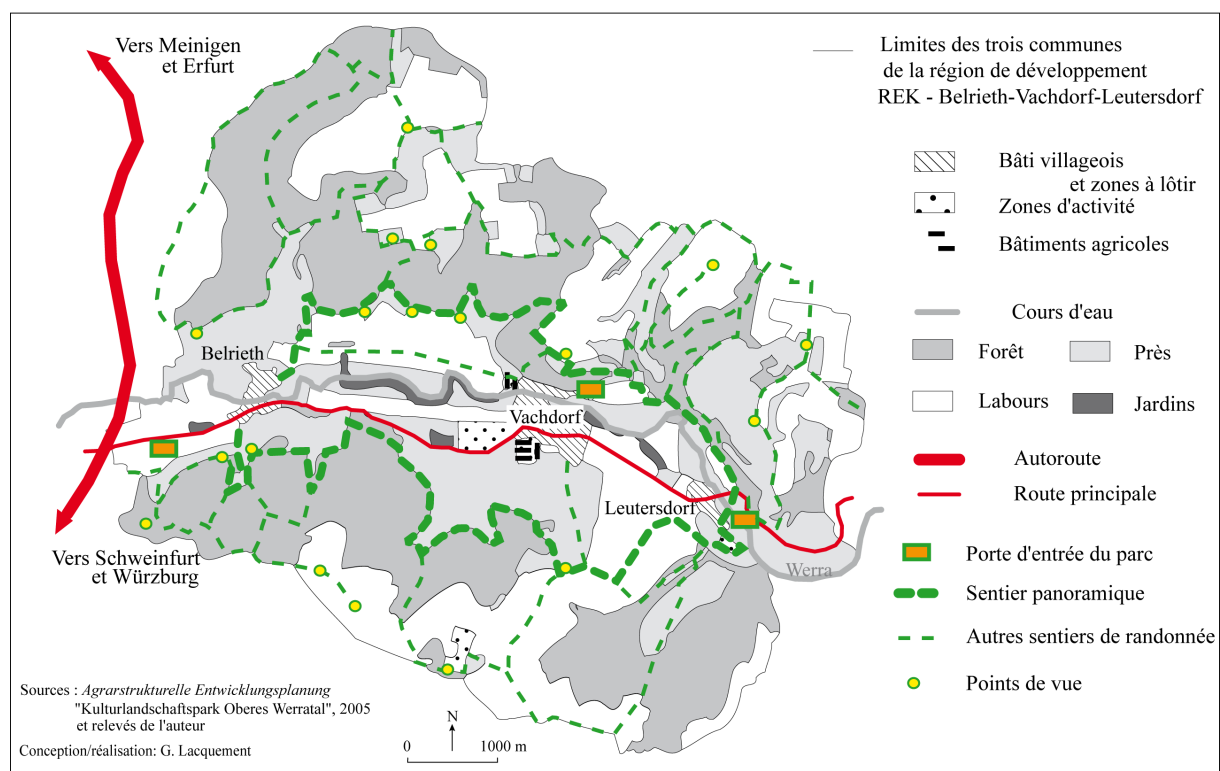 Vers Meinigen
et Erfurt
Limites des trois communes
de la région de développement
REK - Belrieth-Vachdorf-Leutersdorf
Bâti villageois
et zones à lôtir
Zones d'activité
Bâtiments agricoles
Cours d'eau
Forêt
Près
Labours
Jardins
Autoroute
Route principale
Porte d'entrée du parc
Sentier panoramique
Autres sentiers de randonnée
Points de vue
Belrieth
Vachdorf
Leutersdorf
Werra
Vers Schweinfurt
et Würzburg
Sources : Agrarstrukturelle Entwicklungsplanung
"Kulturlandschaftspark Oberes Werratal", 2005
et relevés de l'auteur
Conception/réalisation: G. Lacquement
N
0 1000 m